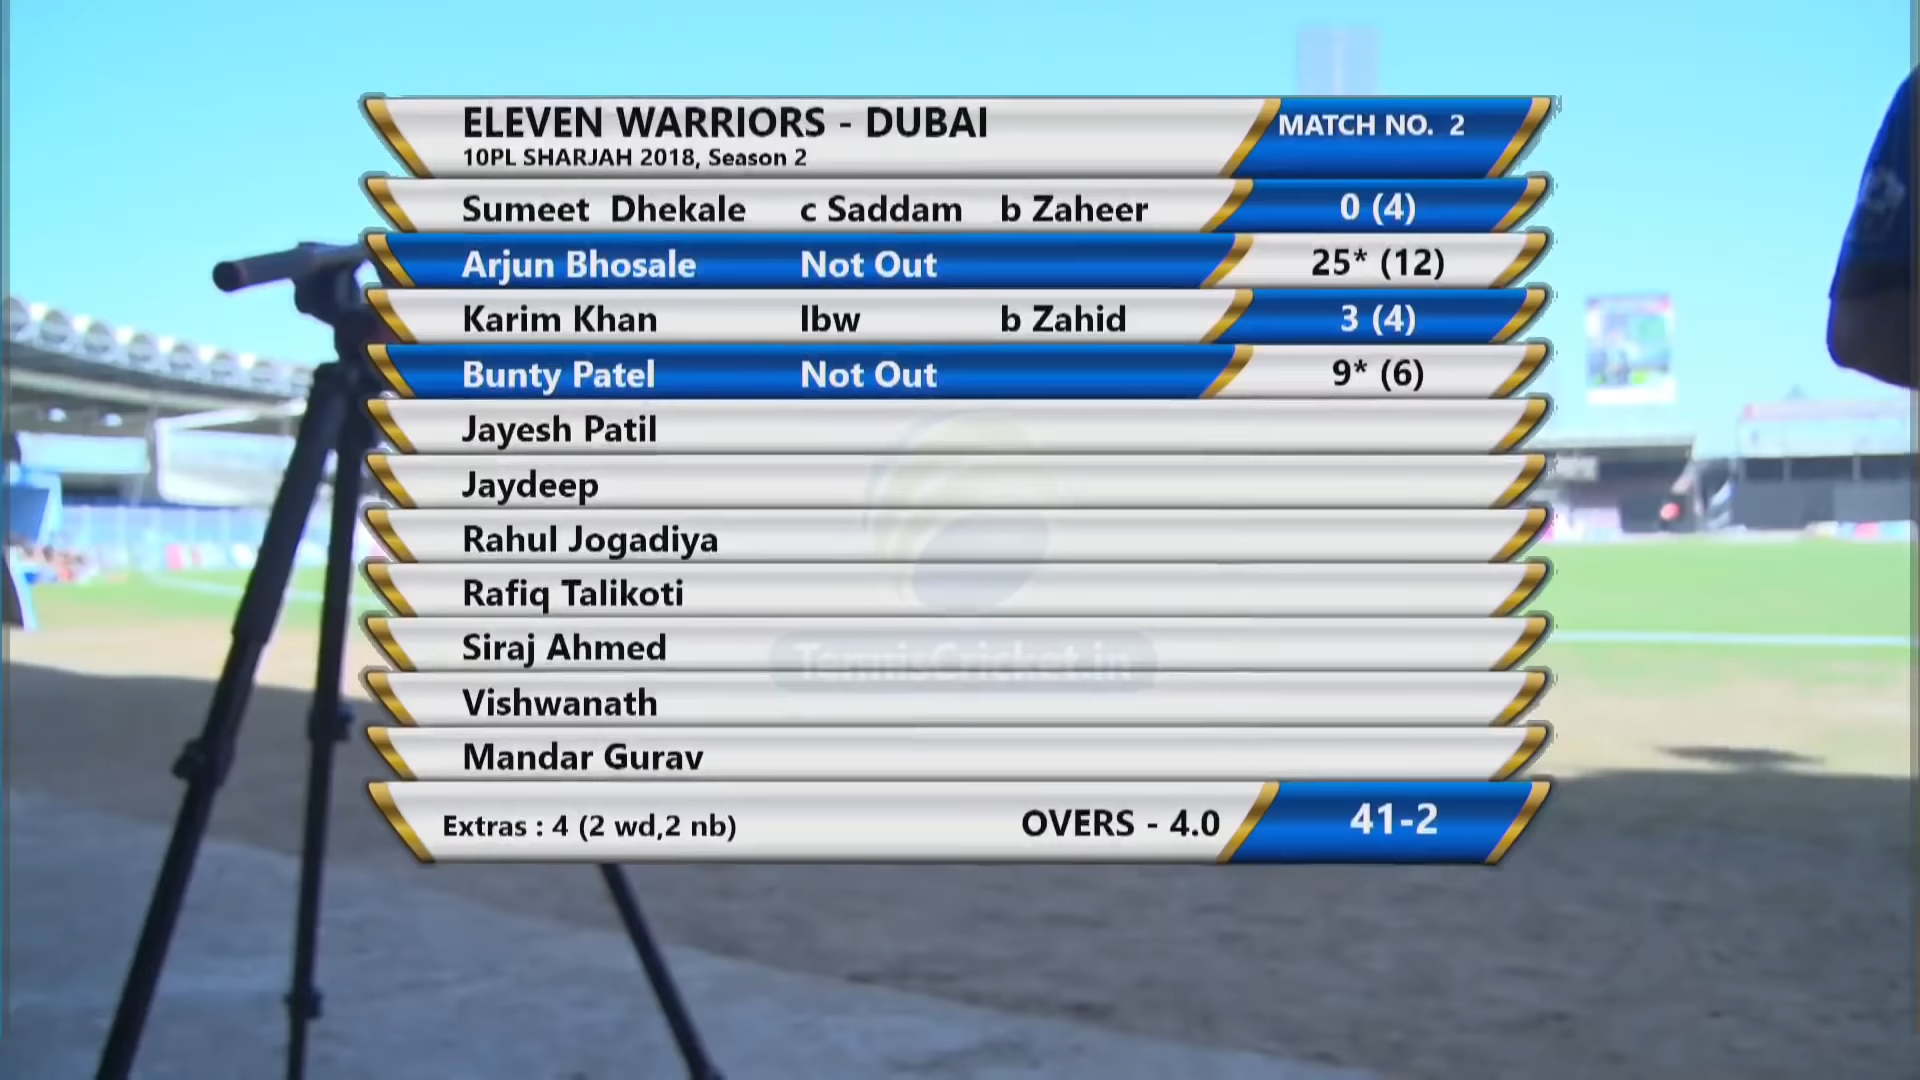 ELEVEN WARRIORS - DUBAI MATCH NO. 2
10PL SHARJAH 2018, Season 2
Sumeet Dhekale c Saddam b Zaheer 0 (4)
Arjun Bhosale Not Out 25* (12)
Karim Khan lbw b Zahid 3 (4)
Bunty Patel Not Out 9* (6)
Jayesh Patil
Jaydeep
Rahul Jogadiya
Rafiq Talikoti
Siraj Ahmed
TennisCricket.in
Vishwanath
Mandar Gurav
Extras : 4 (2 wd,2 nb) OVERS - 4.0 41-2